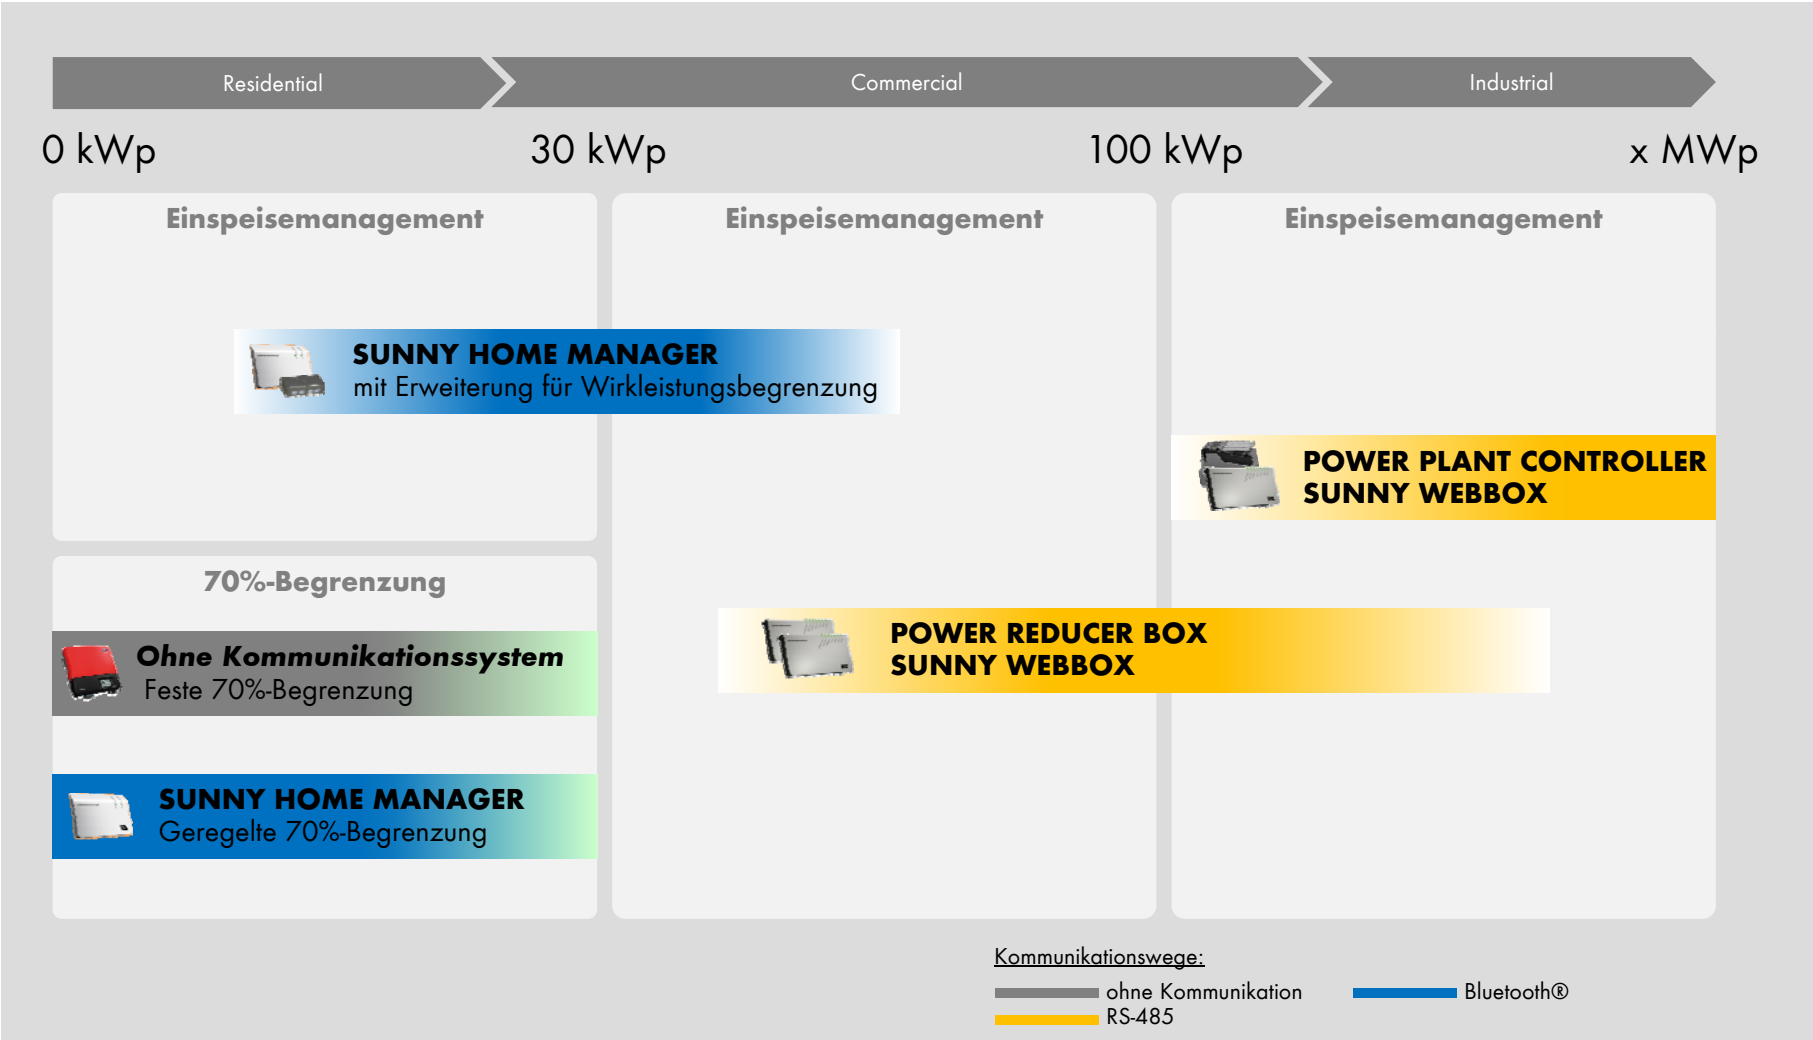 Residential
Commercial
Industrial
0 kWp
30 kWp
100 kWp
x MWp
Einspeisemanagement
Einspeisemanagement
Einspeisemanagement
SUNNY HOME MANAGER
mit Erweiterung für Wirkleistungsbegrenzung
POWER PLANT CONTROLLER
SUNNY WEBBOX
70%-Begrenzung
Ohne Kommunikationssystem
Feste 70%-Begrenzung
POWER REDUCER BOX
SUNNY WEBBOX
SUNNY HOME MANAGER
Geregelte 70%-Begrenzung
Kommunikationswege:
ohne Kommunikation
Bluetooth®
RS-485